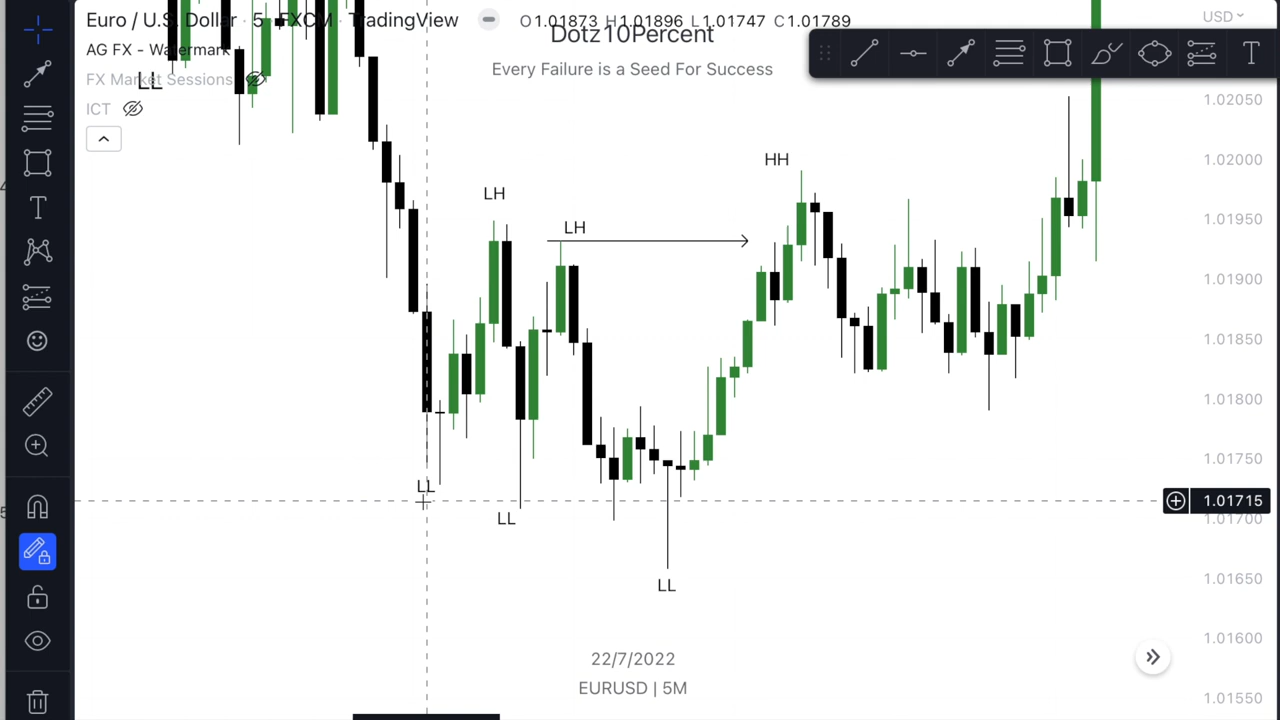 Euro / U.S. Dollar · 5 · FXCM · TradingView
O1.01873 H1.01896 L1.01747 C1.01789
USD
AG FX - Watermark
Dotz10Percent
Every Failure is a Seed For Success
FX Market Sessions
LL
ICT
1.02050
HH
1.02000
LH
1.01950
LH
1.01900
1.01850
1.01800
1.01750
LL
1.01715
LL
1.01700
LL
1.01650
1.01600
22/7/2022
EURUSD | 5M
1.01550